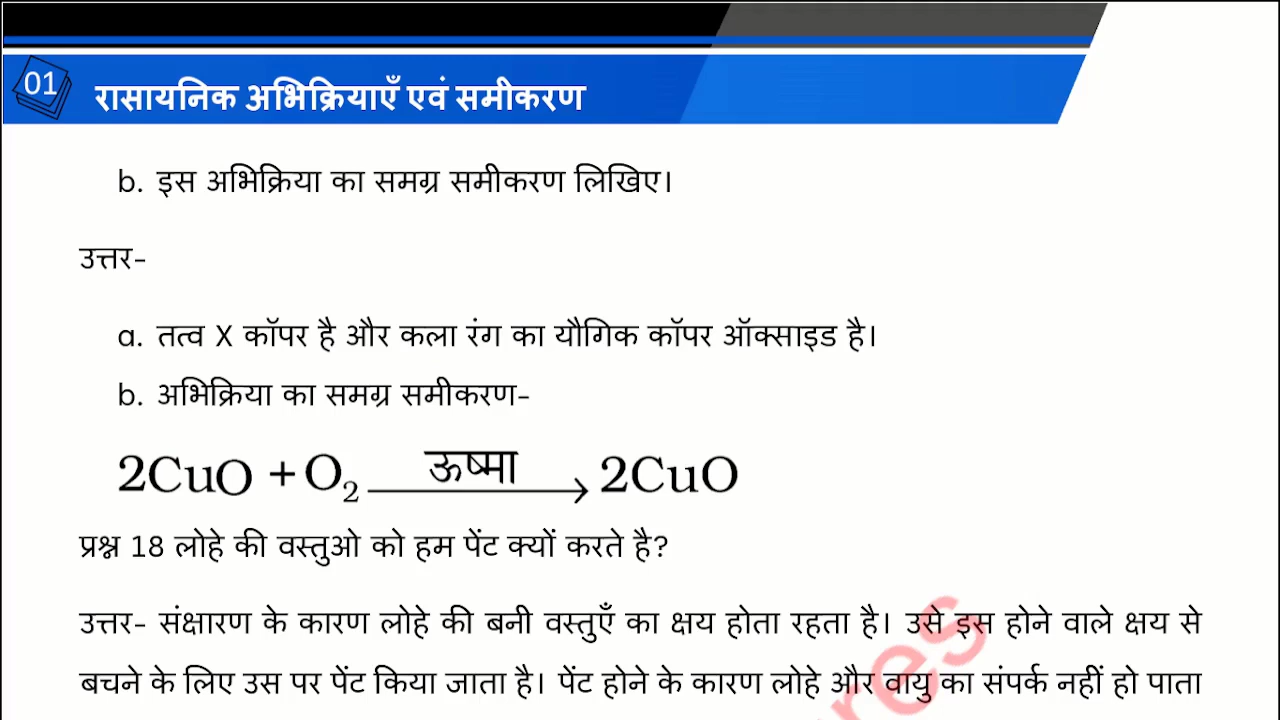 01
रासायनिक अभिक्रियाएँ एवं समीकरण
b. इस अभिक्रिया का समग्र समीकरण लिखिए।
उत्तर-
a. तत्व X कॉपर है और कला रंग का यौगिक कॉपर ऑक्साइड है।
b. अभिक्रिया का समग्र समीकरण-
ऊष्मा
2CuO + O₂ ⟶ 2CuO
प्रश्न 18 लोहे की वस्तुओ को हम पेंट क्यों करते है?
उत्तर- संक्षारण के कारण लोहे की बनी वस्तुएँ का क्षय होता रहता है। उसे इस होने वाले क्षय से
बचने के लिए उस पर पेंट किया जाता है। पेंट होने के कारण लोहे और वायु का संपर्क नहीं हो पाता